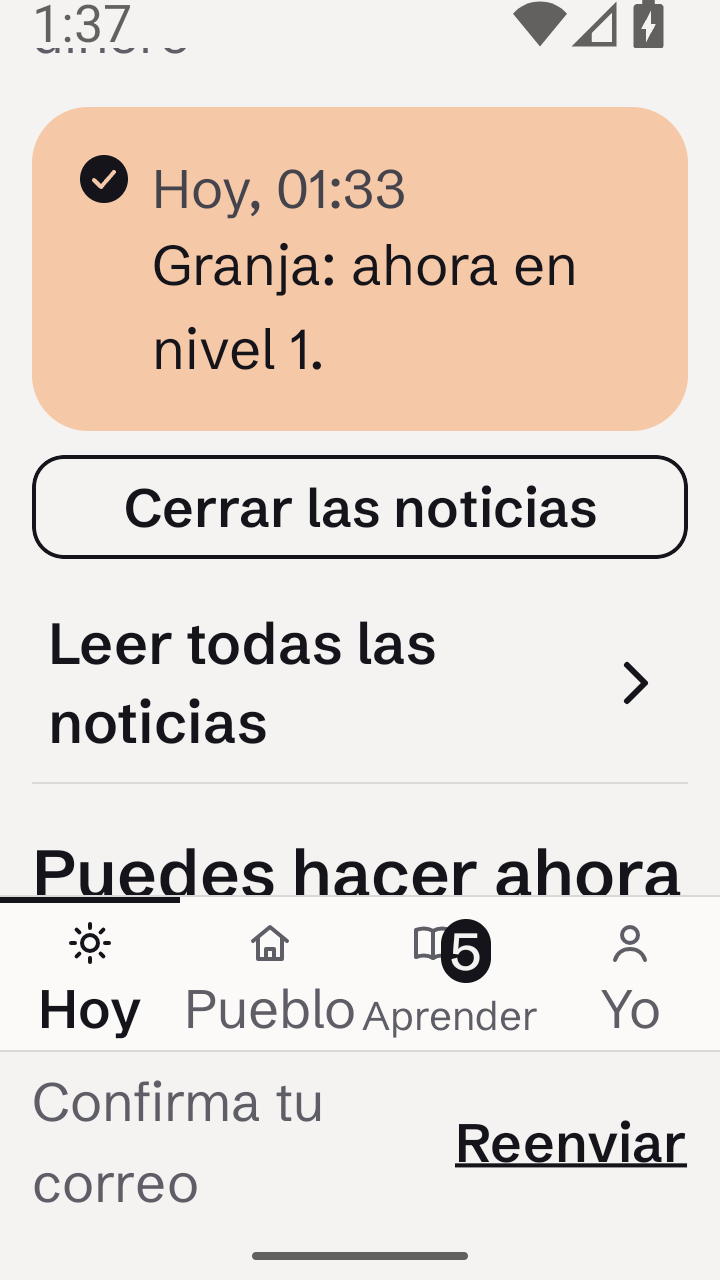 1:37
Hoy, 01:33
Granja: ahora en
nivel 1.
Cerrar las noticias
Leer todas las
noticias
Puedes hacer ahora
5
Hoy
Pueblo
Aprender
Yo
Confirma tu
correo
Reenviar